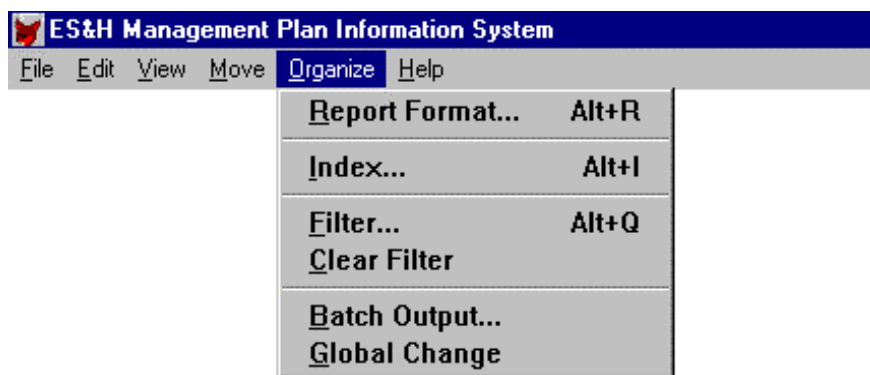 ES&H Management Plan Information System
File Edit View Move Organize Help
Report Format... Alt+R
Index... Alt+I
Filter... Alt+Q
Clear Filter
Batch Output...
Global Change